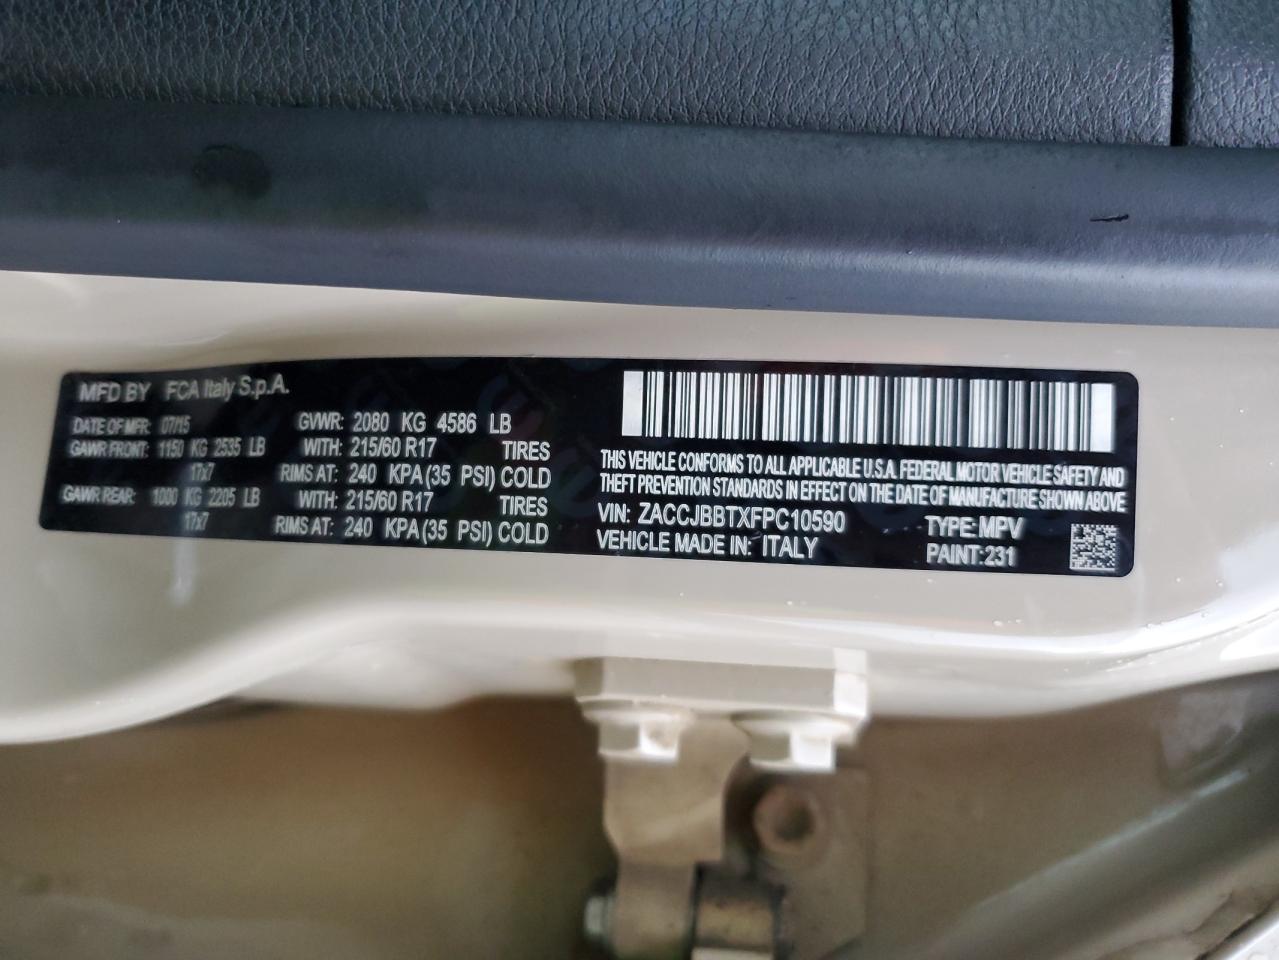 MFD BY FCA Italy S.p.A.
DATE OF MFR: 07/15 GVWR: 2080 KG 4586 LB
GAWR FRONT: 1150 KG 2535 LB WITH: 215/60 R17 TIRES
17x7 RIMS AT: 240 KPA (35 PSI) COLD
GAWR REAR: 1000 KG 2205 LB WITH: 215/60 R17 TIRES
17x7 RIMS AT: 240 KPA (35 PSI) COLD
THIS VEHICLE CONFORMS TO ALL APPLICABLE U.S.A. FEDERAL MOTOR VEHICLE SAFETY AND
THEFT PREVENTION STANDARDS IN EFFECT ON THE DATE OF MANUFACTURE SHOWN ABOVE
VIN: ZACCJBBTXFPC10590 TYPE: MPV
VEHICLE MADE IN: ITALY PAINT: 231